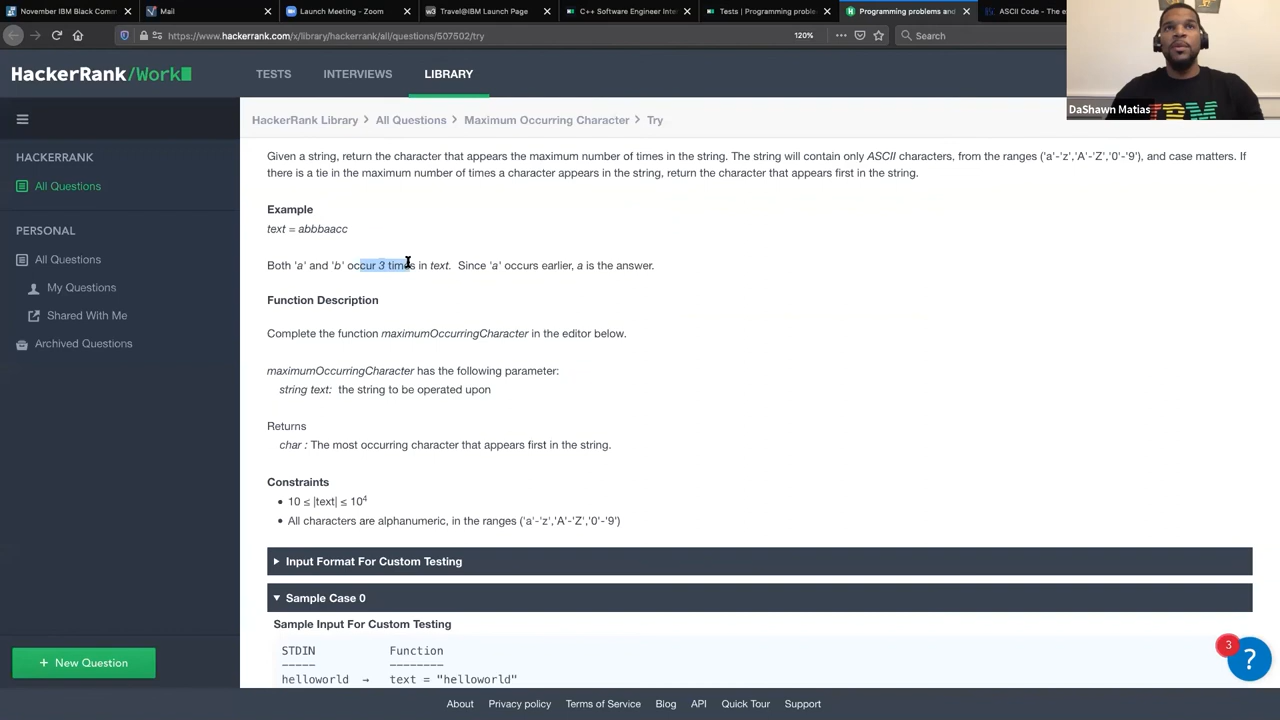 November IBM Black Comm
Mail
Launch Meeting - Zoom
Travel@IBM Launch Page
C++ Software Engineer Inte
Tests | Programming proble
Programming problems and
ASCII Code - The e
https://www.hackerrank.com/x/library/hackerrank/all/questions/507502/try
120%
Search
HackerRank/Work
TESTS
INTERVIEWS
LIBRARY
DaShawn Matias
IBM
HackerRank Library > All Questions > Maximum Occurring Character > Try
HACKERRANK
All Questions
PERSONAL
All Questions
My Questions
Shared With Me
Archived Questions
+ New Question
Given a string, return the character that appears the maximum number of times in the string. The string will contain only ASCII characters, from the ranges ('a'-'z','A'-'Z','0'-'9'), and case matters. If
there is a tie in the maximum number of times a character appears in the string, return the character that appears first in the string.
Example
text = abbbaacc
Both 'a' and 'b' occur 3 times in text. Since 'a' occurs earlier, a is the answer.
Function Description
Complete the function maximumOccurringCharacter in the editor below.
maximumOccurringCharacter has the following parameter:
string text: the string to be operated upon
Returns
char : The most occurring character that appears first in the string.
Constraints
• 10 ≤ |text| ≤ 10⁴
• All characters are alphanumeric, in the ranges ('a'-'z','A'-'Z','0'-'9')
Input Format For Custom Testing
Sample Case 0
Sample Input For Custom Testing
STDIN Function
----- --------
helloworld → text = "helloworld"
3
?
About Privacy policy Terms of Service Blog API Quick Tour Support